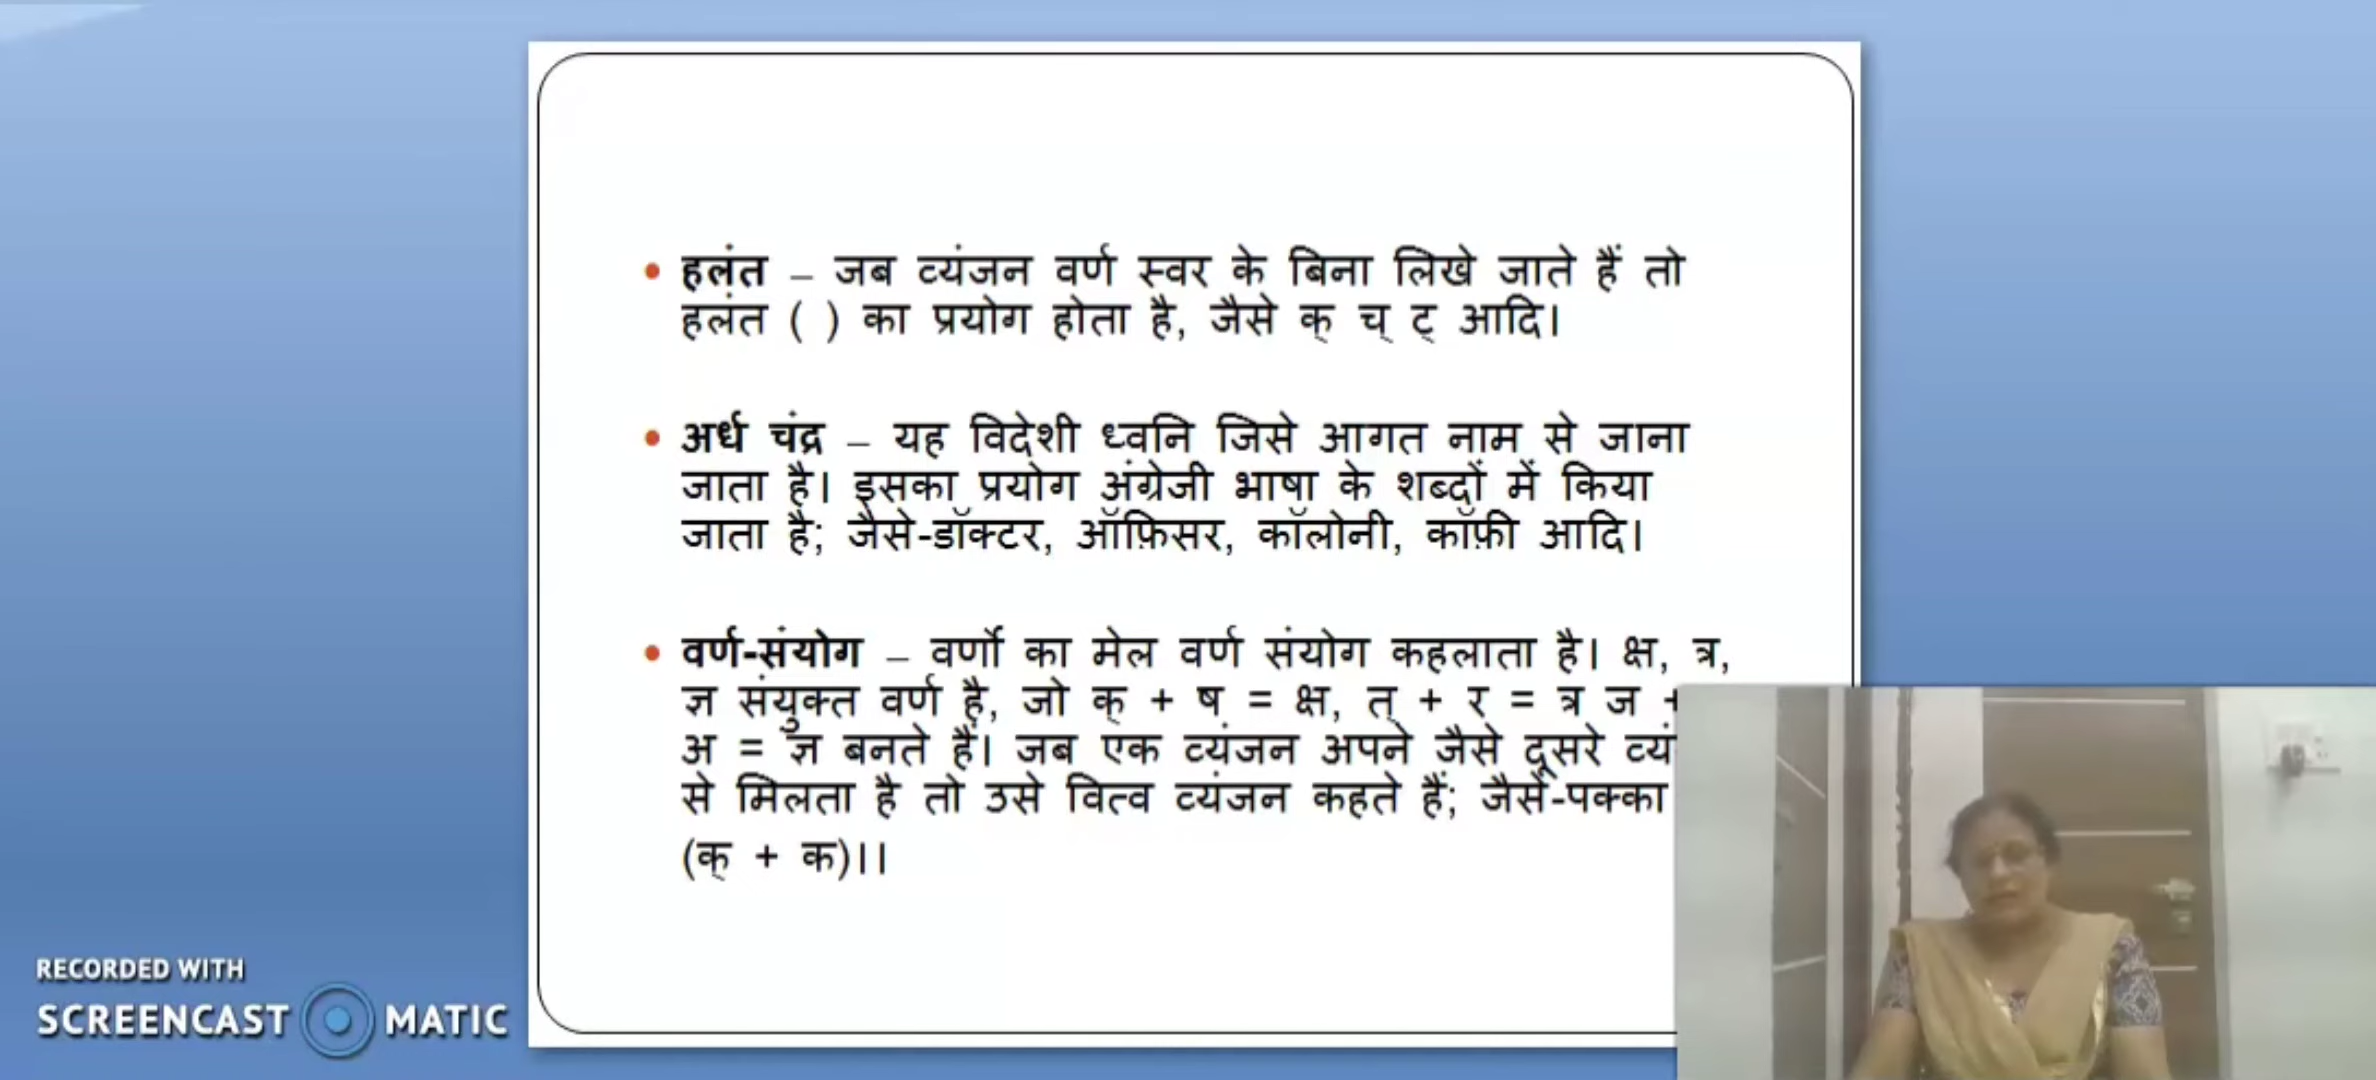 हलंत – जब व्यंजन वर्ण स्वर के बिना लिखे जाते हैं तो
हलंत ( ) का प्रयोग होता है, जैसे क् च् ट् आदि।
अर्ध चंद्र – यह विदेशी ध्वनि जिसे आगत नाम से जाना
जाता है। इसका प्रयोग अंग्रेजी भाषा के शब्दों में किया
जाता है; जैसे-डॉक्टर, ऑफ़िसर, कॉलोनी, कॉफ़ी आदि।
वर्ण-संयोग – वर्णो का मेल वर्ण संयोग कहलाता है। क्ष, त्र,
ज्ञ संयुक्त वर्ण है, जो क् + ष् = क्ष, त् + र् = त्र ज +
अ = ज्ञ बनते हैं। जब एक व्यंजन अपने जैसे दूसरे
से मिलता है तो उसे वित्व व्यंजन कहते हैं; जैसे-पक्का
(क् + क)।।
RECORDED WITH
SCREENCAST MATIC